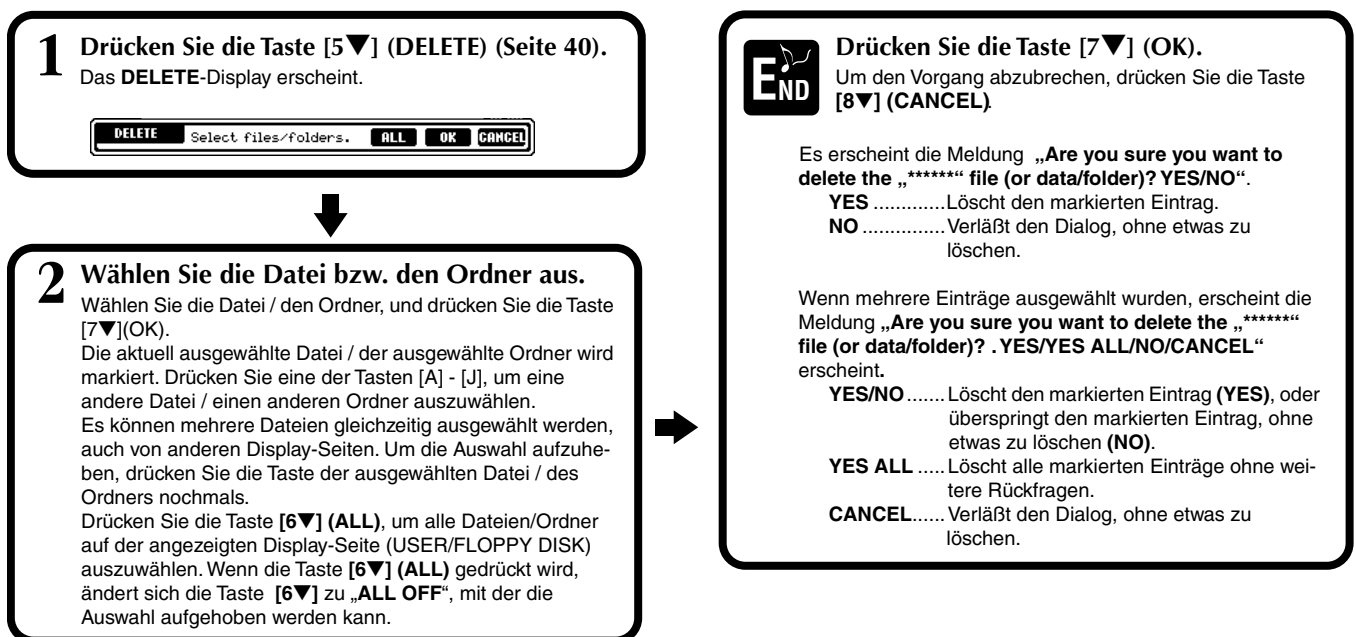 1 Drücken Sie die Taste [5▼] (DELETE) (Seite 40).
Das DELETE-Display erscheint.
DELETE Select files/folders. ALL OK CANCEL
2 Wählen Sie die Datei bzw. den Ordner aus.
Wählen Sie die Datei / den Ordner, und drücken Sie die Taste
[7▼](OK).
Die aktuell ausgewählte Datei / der ausgewählte Ordner wird
markiert. Drücken Sie eine der Tasten [A] - [J], um eine
andere Datei / einen anderen Ordner auszuwählen.
Es können mehrere Dateien gleichzeitig ausgewählt werden,
auch von anderen Display-Seiten. Um die Auswahl aufzuhe-
ben, drücken Sie die Taste der ausgewählten Datei / des
Ordners nochmals.
Drücken Sie die Taste [6▼] (ALL), um alle Dateien/Ordner
auf der angezeigten Display-Seite (USER/FLOPPY DISK)
auszuwählen. Wenn die Taste [6▼] (ALL) gedrückt wird,
ändert sich die Taste [6▼] zu „ALL OFF“, mit der die
Auswahl aufgehoben werden kann.
END
Drücken Sie die Taste [7▼] (OK).
Um den Vorgang abzubrechen, drücken Sie die Taste
[8▼] (CANCEL).
Es erscheint die Meldung „Are you sure you want to
delete the „******“ file (or data/folder)? YES/NO“.
YES .............Löscht den markierten Eintrag.
NO ...............Verläßt den Dialog, ohne etwas zu
löschen.
Wenn mehrere Einträge ausgewählt wurden, erscheint die
Meldung „Are you sure you want to delete the „******“
file (or data/folder)? . YES/YES ALL/NO/CANCEL“
erscheint.
YES/NO .......Löscht den markierten Eintrag (YES), oder
überspringt den markierten Eintrag, ohne
etwas zu löschen (NO).
YES ALL .....Löscht alle markierten Einträge ohne wei-
tere Rückfragen.
CANCEL......Verläßt den Dialog, ohne etwas zu
löschen.